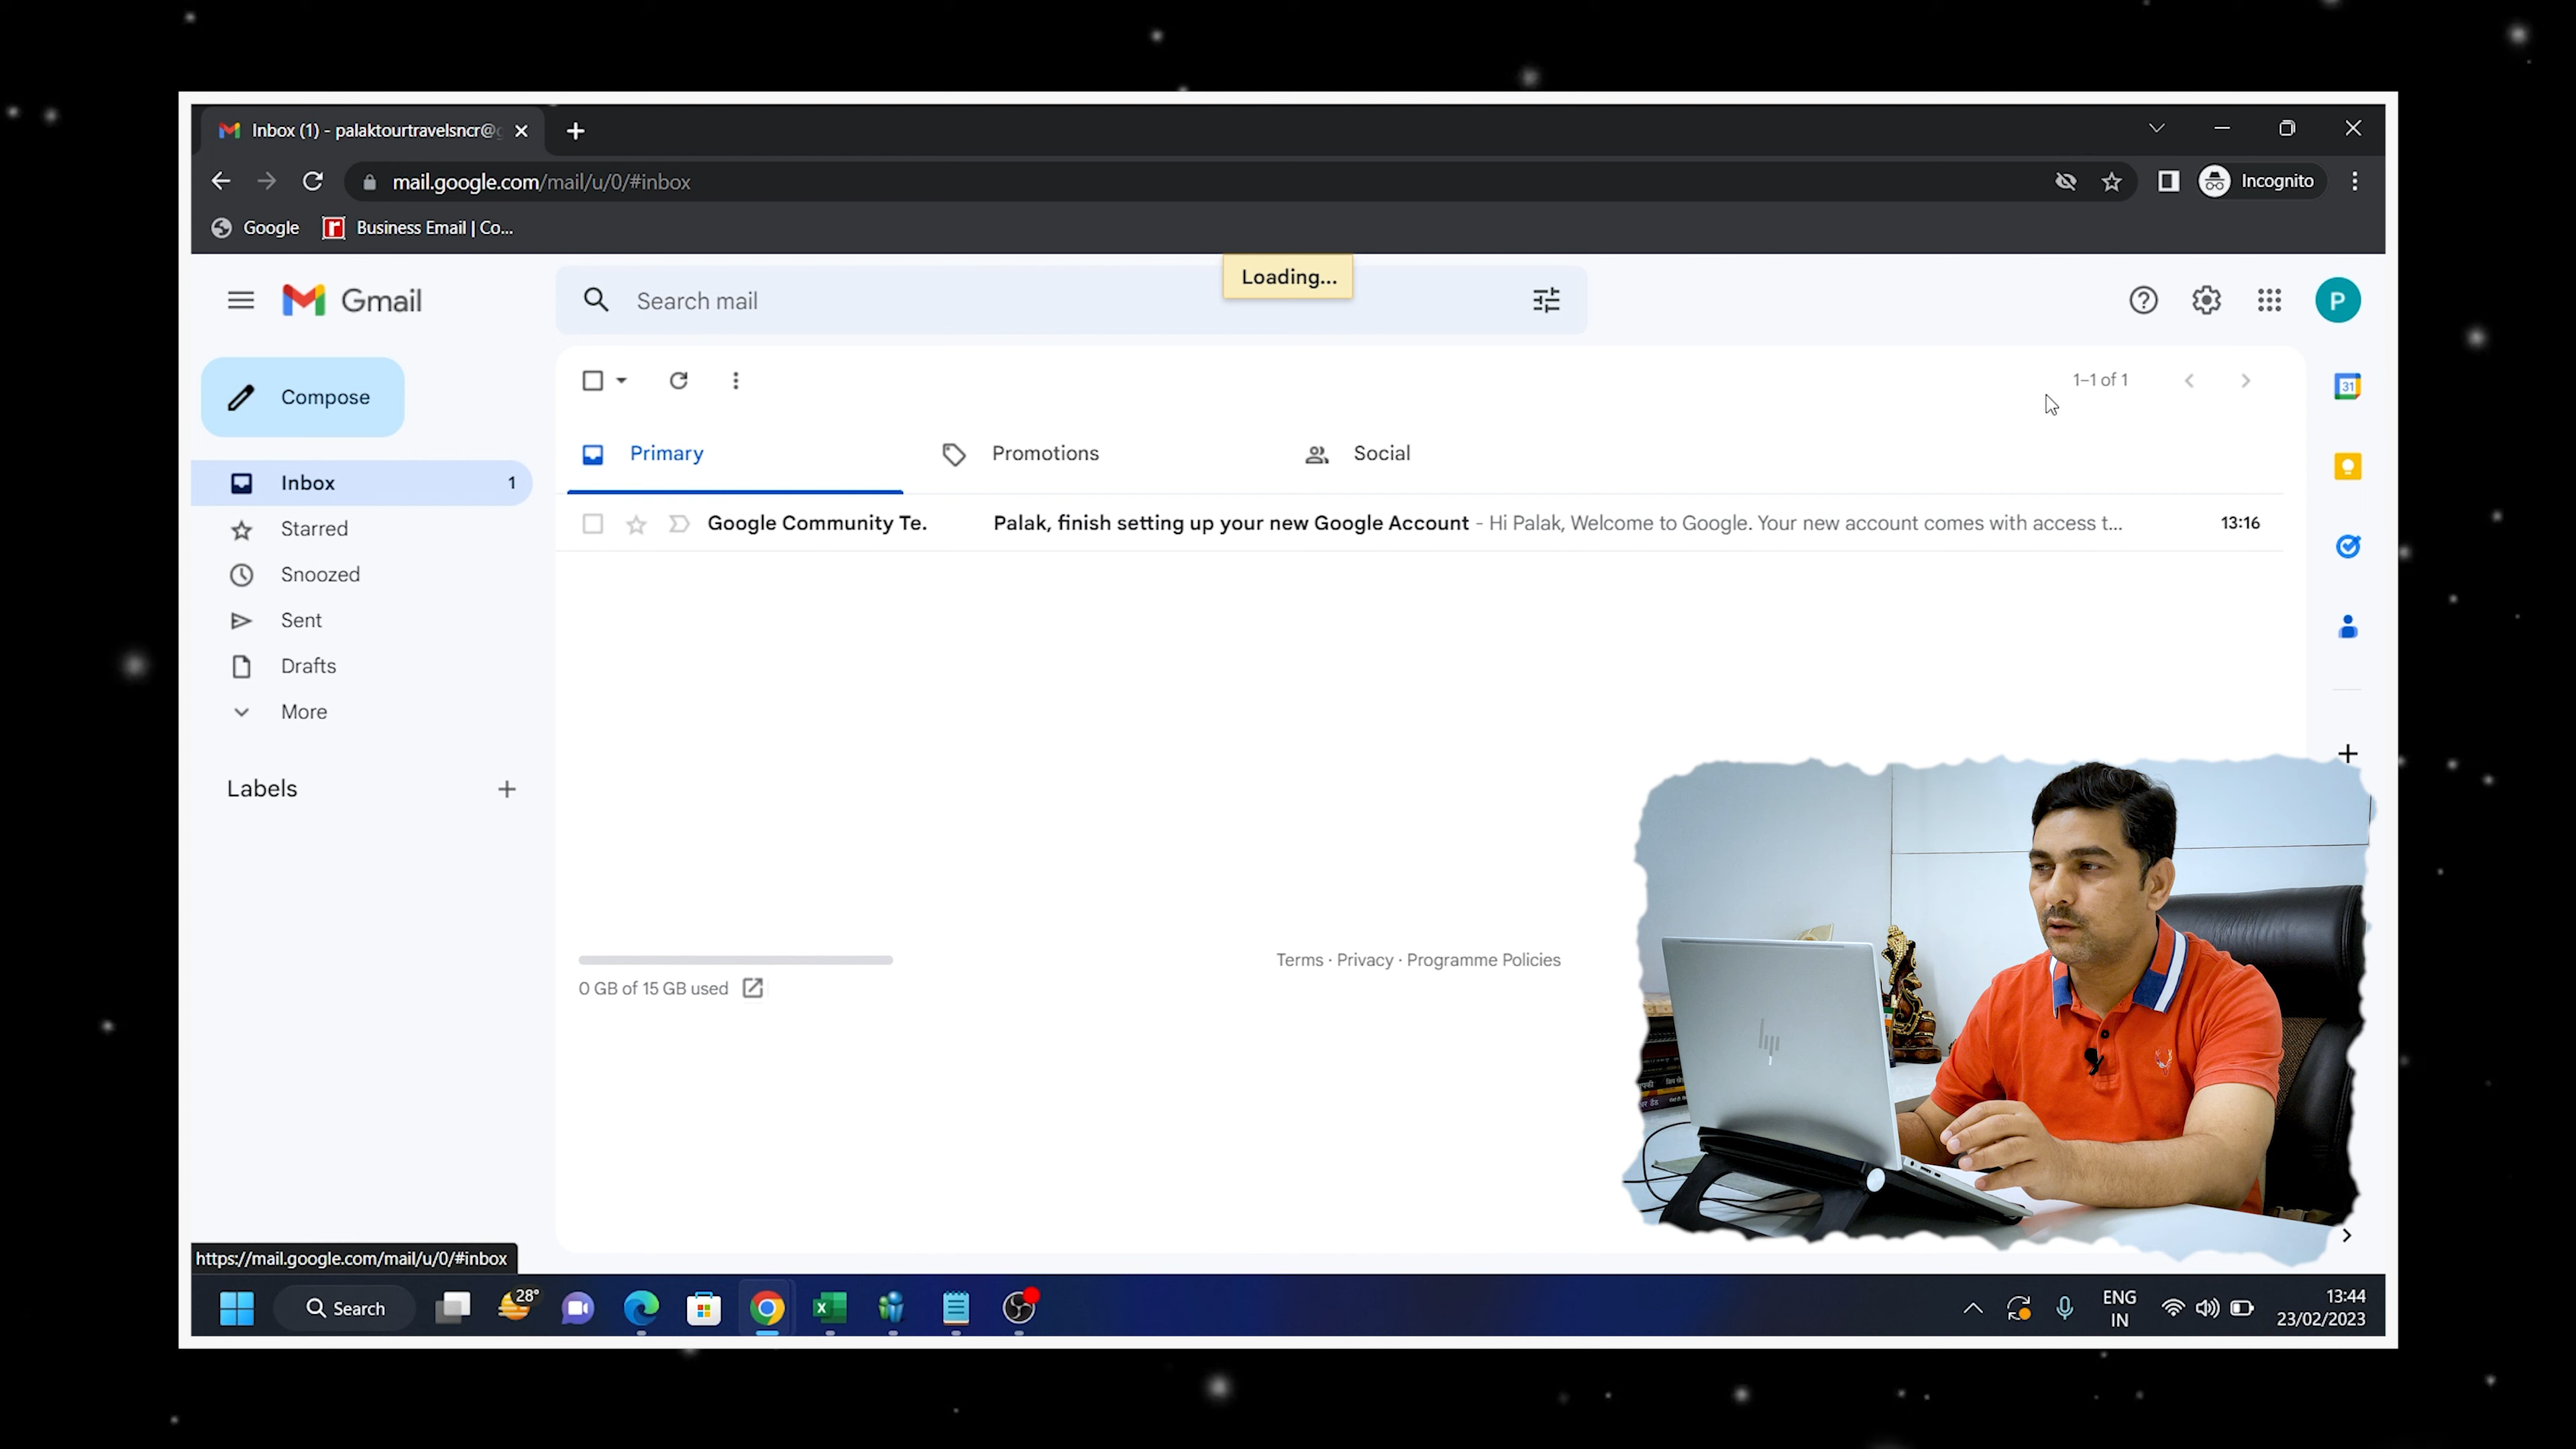 Inbox (1) - palaktourtravelsncr@
mail.google.com/mail/u/0/#inbox
Incognito
Google
Business Email | Co...
Loading...
Gmail
Search mail
P
Compose
1–1 of 1
31
Primary
Promotions
Social
Inbox 1
Google Community Te. Palak, finish setting up your new Google Account - Hi Palak, Welcome to Google. Your new account comes with access t... 13:16
Starred
Snoozed
Sent
Drafts
More
Labels
Terms · Privacy · Programme Policies
0 GB of 15 GB used
hp
https://mail.google.com/mail/u/0/#inbox
Search
28°
ENG
IN
13:44
23/02/2023